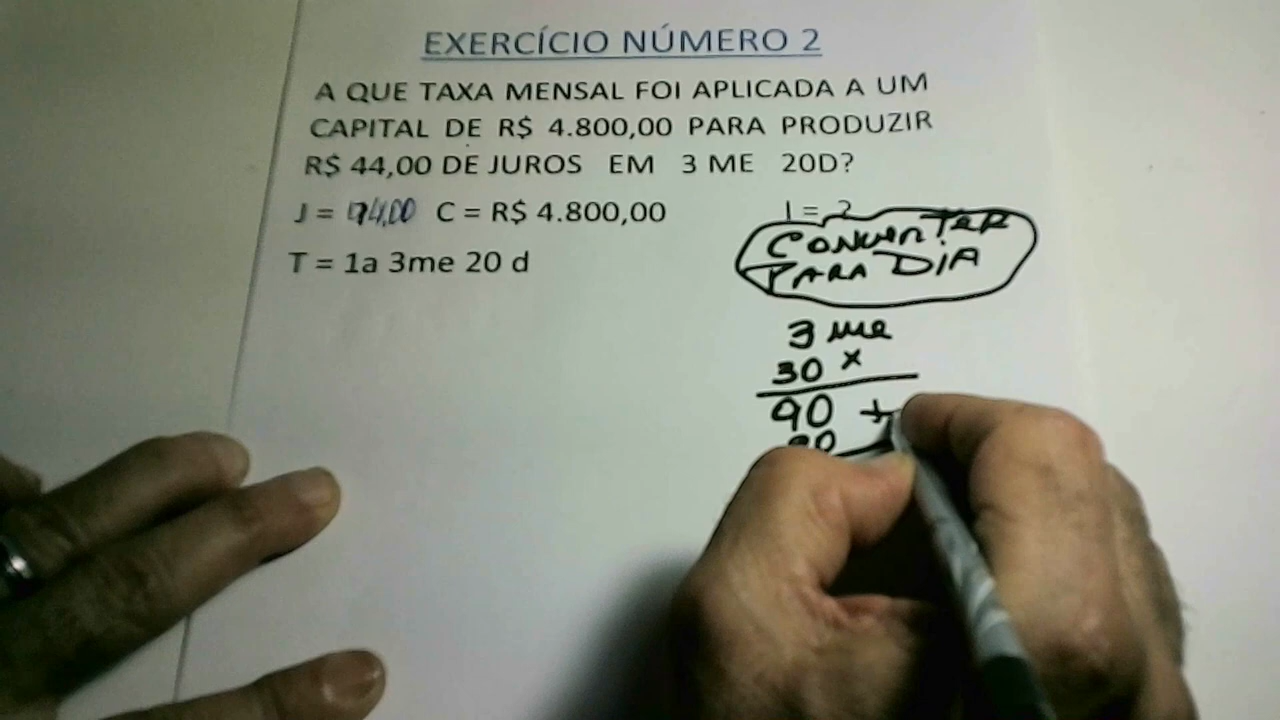 EXERCÍCIO NÚMERO 2
A QUE TAXA MENSAL FOI APLICADA A UM
CAPITAL DE R$ 4.800,00 PARA PRODUZIR
R$ 44,00 DE JUROS EM 3 ME 20D?
J = C = R$ 4.800,00 I = ?
T = 1a 3me 20 d
CONVERTER
PARA DIA
3 me
30 x
90 +
20